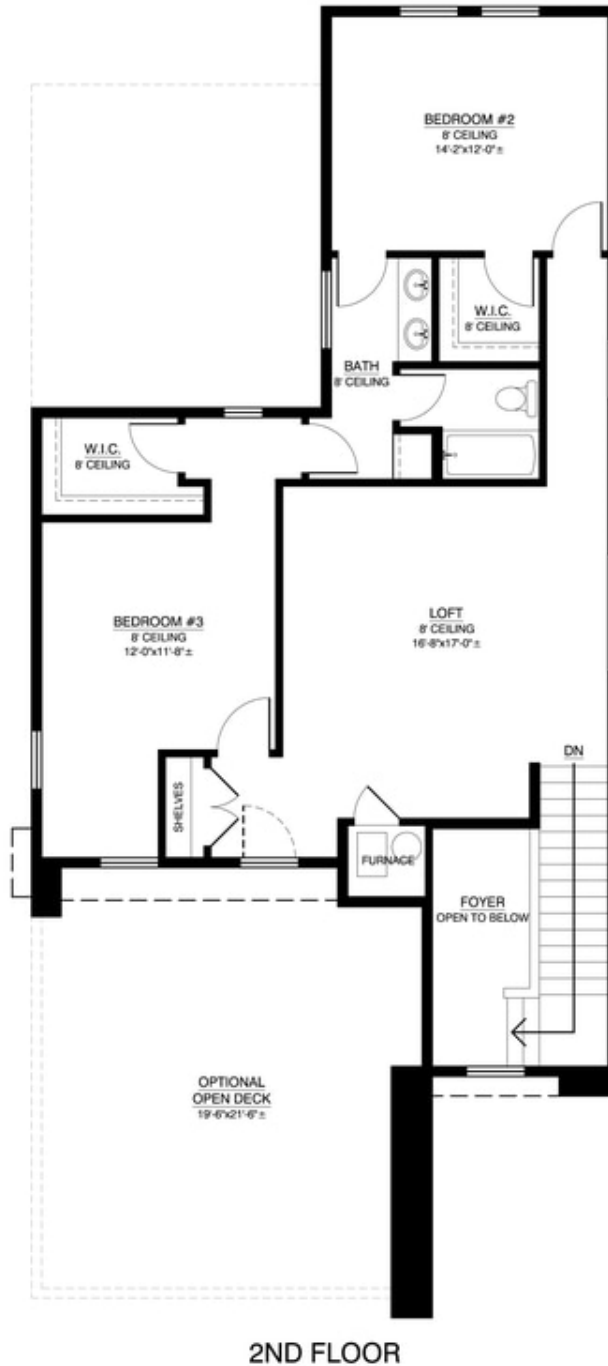 BEDROOM #2
8' CEILING
14'-2"x12'-0"±
W.I.C.
8' CEILING
BATH
8' CEILING
W.I.C.
8' CEILING
BEDROOM #3
8' CEILING
12'-0"x11'-8"±
LOFT
8' CEILING
16'-8"x17'-0"±
DN
SHELVES
FURNACE
FOYER
OPEN TO BELOW
OPTIONAL
OPEN DECK
19'-6"x21'-6"±
2ND FLOOR